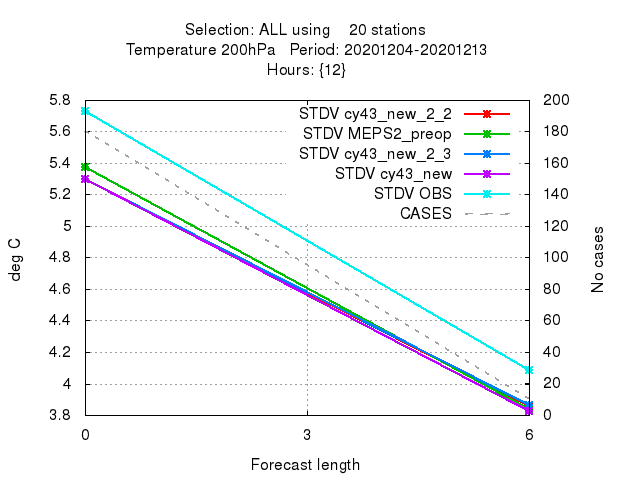 Selection: ALL using    20 stations
Temperature 200hPa   Period: 20201204-20201213
Hours: {12}
STDV cy43_new_2_2
STDV MEPS2_preop
STDV cy43_new_2_3
STDV cy43_new
STDV OBS
CASES
deg C
5.8
5.6
5.4
5.2
5
4.8
4.6
4.4
4.2
4
3.8
200
180
160
140
120
100
80
60
40
20
0
No cases
0
3
6
Forecast length